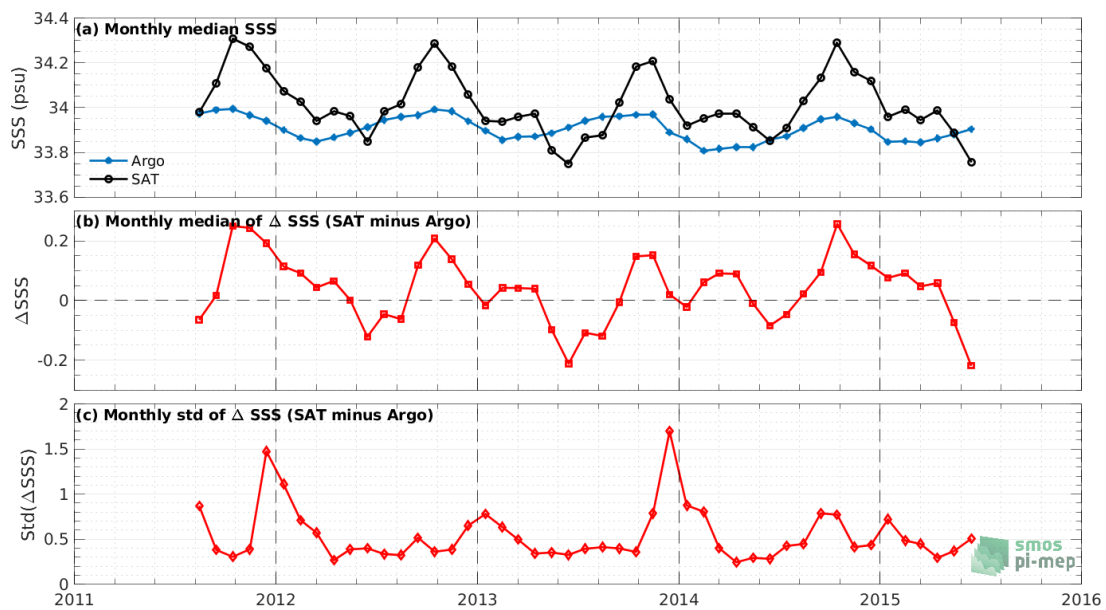 (a) Monthly median SSS
34.4
34.2
34
33.8
33.6
SSS (psu)
Argo
SAT
(b) Monthly median of Δ SSS (SAT minus Argo)
0.2
0
-0.2
ΔSSS
(c) Monthly std of Δ SSS (SAT minus Argo)
2
1.5
1
0.5
0
Std(ΔSSS)
smos
pi-mep
2011 2012 2013 2014 2015 2016